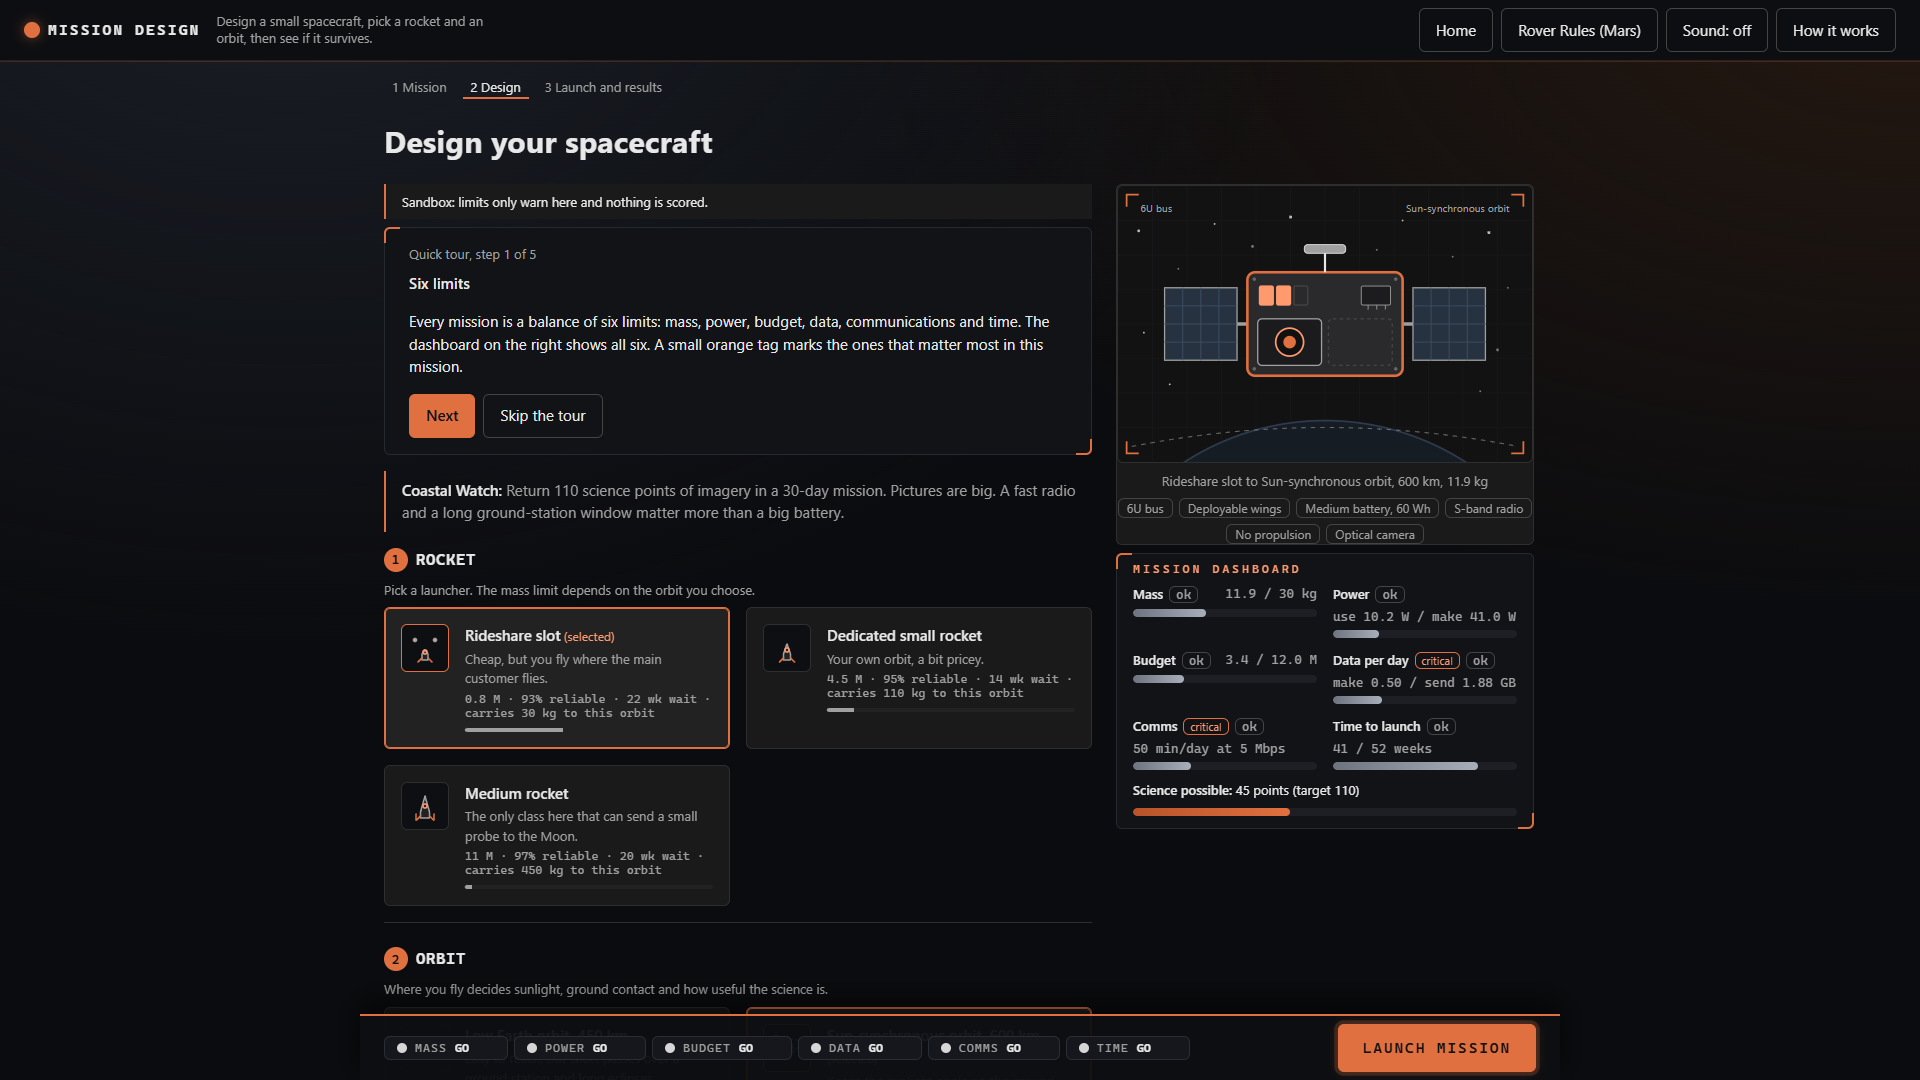 MISSION DESIGN
Design a small spacecraft, pick a rocket and an
orbit, then see if it survives.
Home
Rover Rules (Mars)
Sound: off
How it works
1 Mission
2 Design
3 Launch and results
Design your spacecraft
Sandbox: limits only warn here and nothing is scored.
Quick tour, step 1 of 5
Six limits
Every mission is a balance of six limits: mass, power, budget, data, communications and time. The
dashboard on the right shows all six. A small orange tag marks the ones that matter most in this
mission.
Next
Skip the tour
Coastal Watch: Return 110 science points of imagery in a 30-day mission. Pictures are big. A fast radio
and a long ground-station window matter more than a big battery.
1 ROCKET
Pick a launcher. The mass limit depends on the orbit you choose.
Rideshare slot (selected)
Cheap, but you fly where the main
customer flies.
0.8 M · 93% reliable · 22 wk wait ·
carries 30 kg to this orbit
Dedicated small rocket
Your own orbit, a bit pricey.
4.5 M · 95% reliable · 14 wk wait ·
carries 110 kg to this orbit
Medium rocket
The only class here that can send a small
probe to the Moon.
11 M · 97% reliable · 20 wk wait ·
carries 450 kg to this orbit
2 ORBIT
Where you fly decides sunlight, ground contact and how useful the science is.
Low Earth orbit, 450 km
Sun-synchronous orbit, 600 km
6U bus
Sun-synchronous orbit
Rideshare slot to Sun-synchronous orbit, 600 km, 11.9 kg
6U bus
Deployable wings
Medium battery, 60 Wh
S-band radio
No propulsion
Optical camera
MISSION DASHBOARD
Mass ok 11.9 / 30 kg
Power ok
use 10.2 W / make 41.0 W
Budget ok 3.4 / 12.0 M
Data per day critical ok
make 0.50 / send 1.88 GB
Comms critical ok
50 min/day at 5 Mbps
Time to launch ok
41 / 52 weeks
Science possible: 45 points (target 110)
MASS GO
POWER GO
BUDGET GO
DATA GO
COMMS GO
TIME GO
LAUNCH MISSION